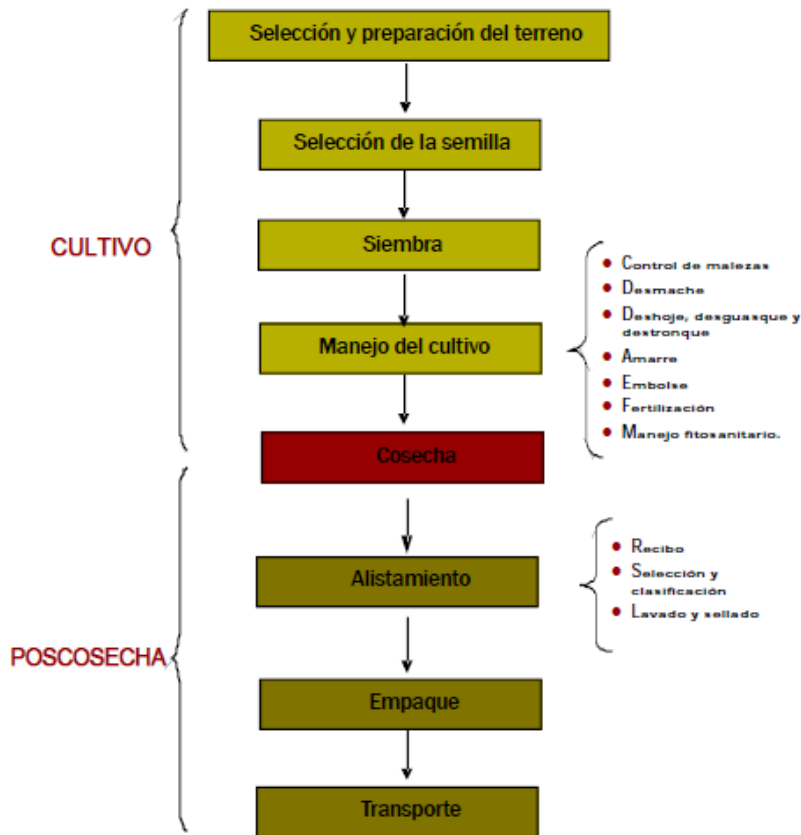 Selección y preparación del terreno
Selección de la semilla
CULTIVO
Siembra
Manejo del cultivo
Control de malezas
Desmache
Deshoje, desguasque y
destronque
Amarre
Embolse
Fertilización
Manejo fitosanitario.
Cosecha
POSCOSECHA
Alistamiento
Recibo
Selección y
clasificación
Lavado y sellado
Empaque
Transporte